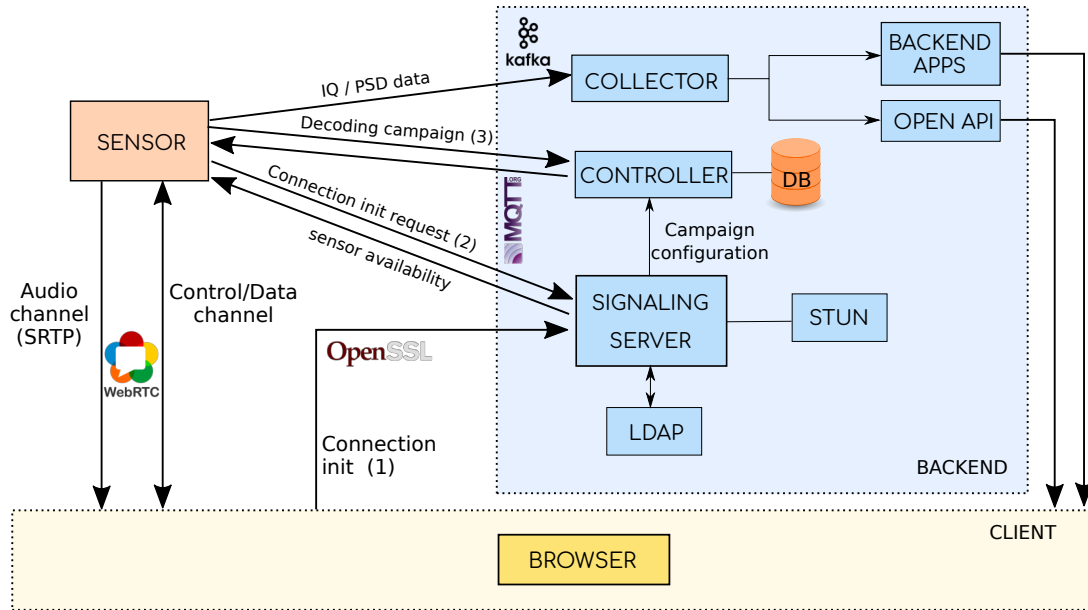 kafka
BACKEND
APPS
COLLECTOR
IQ / PSD data
OPEN API
Decoding campaign (3)
SENSOR
CONTROLLER
DB
MQTT
.ORG
Connection init request (2)
sensor availability
Campaign
configuration
Audio
channel
(SRTP)
Control/Data
channel
WebRTC
OpenSSL
SIGNALING
SERVER
STUN
LDAP
Connection
init (1)
BACKEND
CLIENT
BROWSER